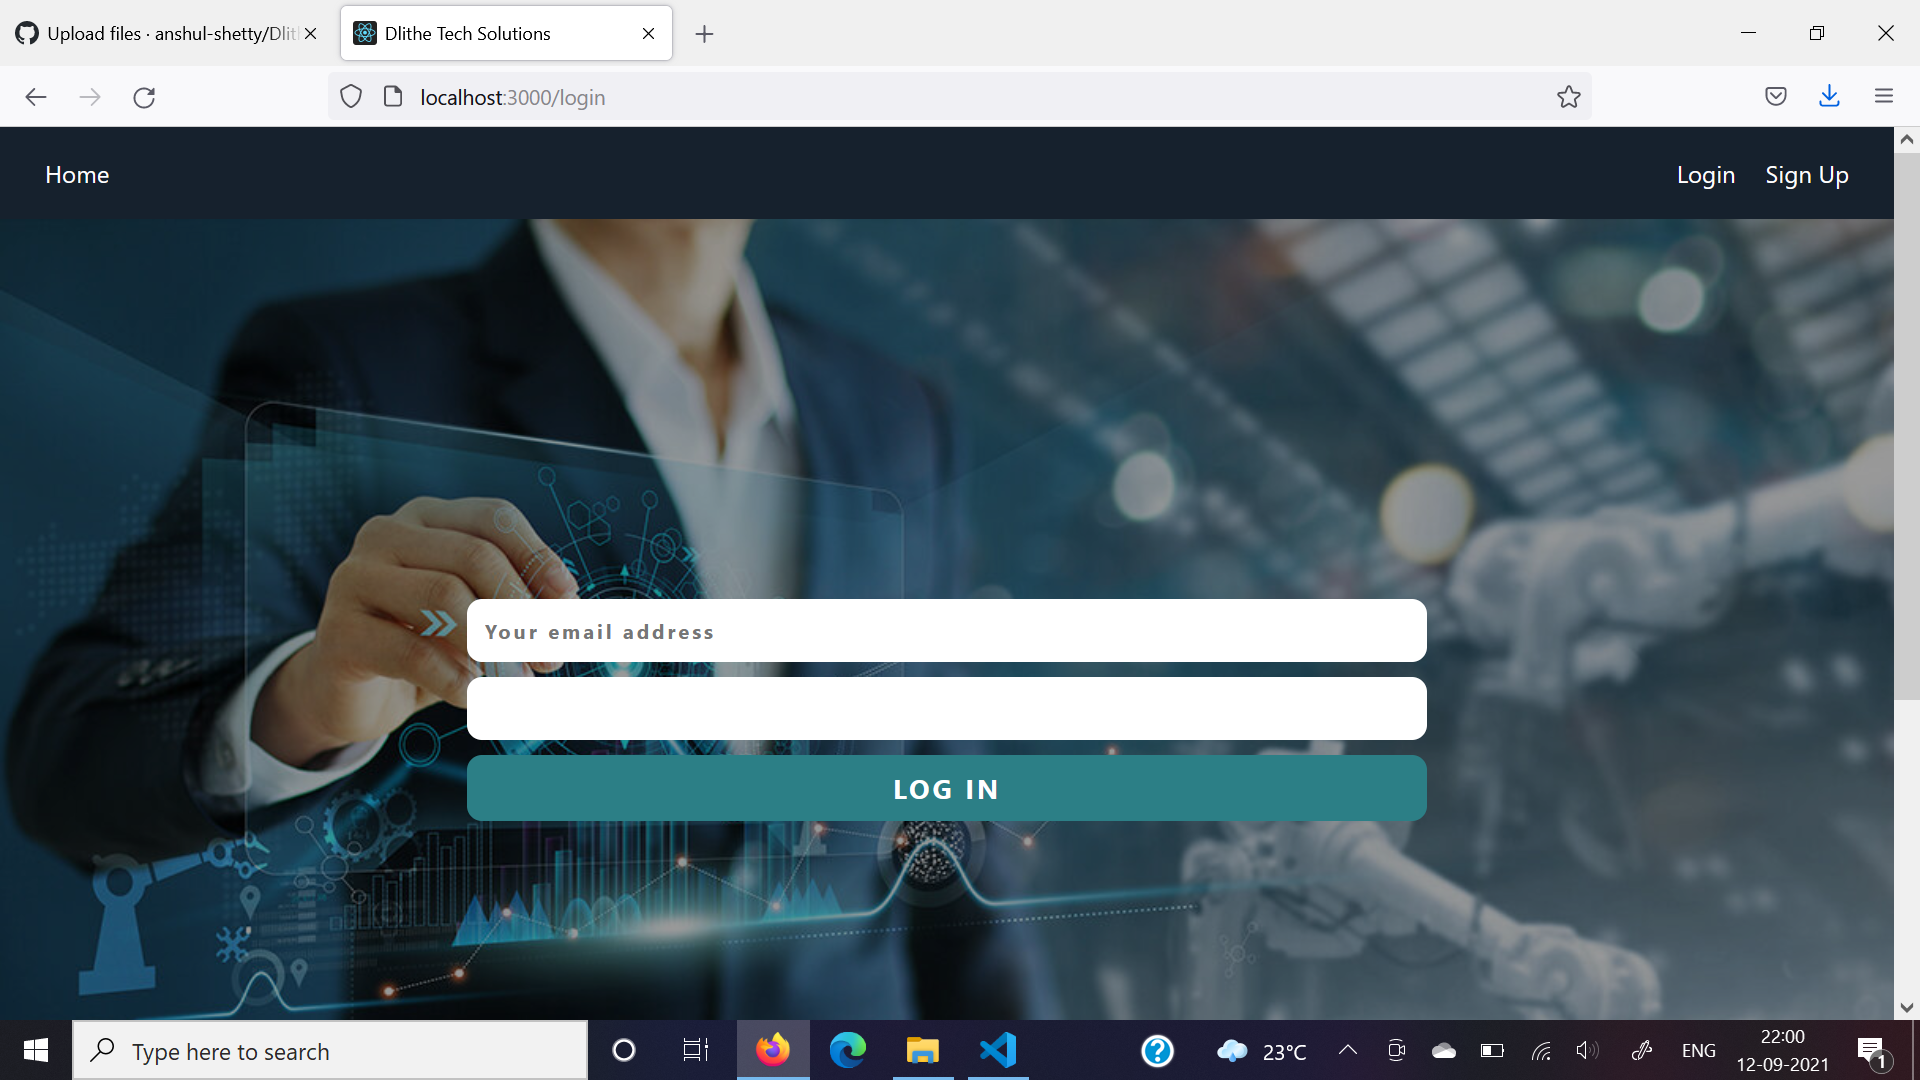 Upload files · anshul-shetty/Dlit
Dlithe Tech Solutions
localhost:3000/login
Home
Login
Sign Up
Your email address
LOG IN
Type here to search
?
23°C
ENG
22:00
12-09-2021
1